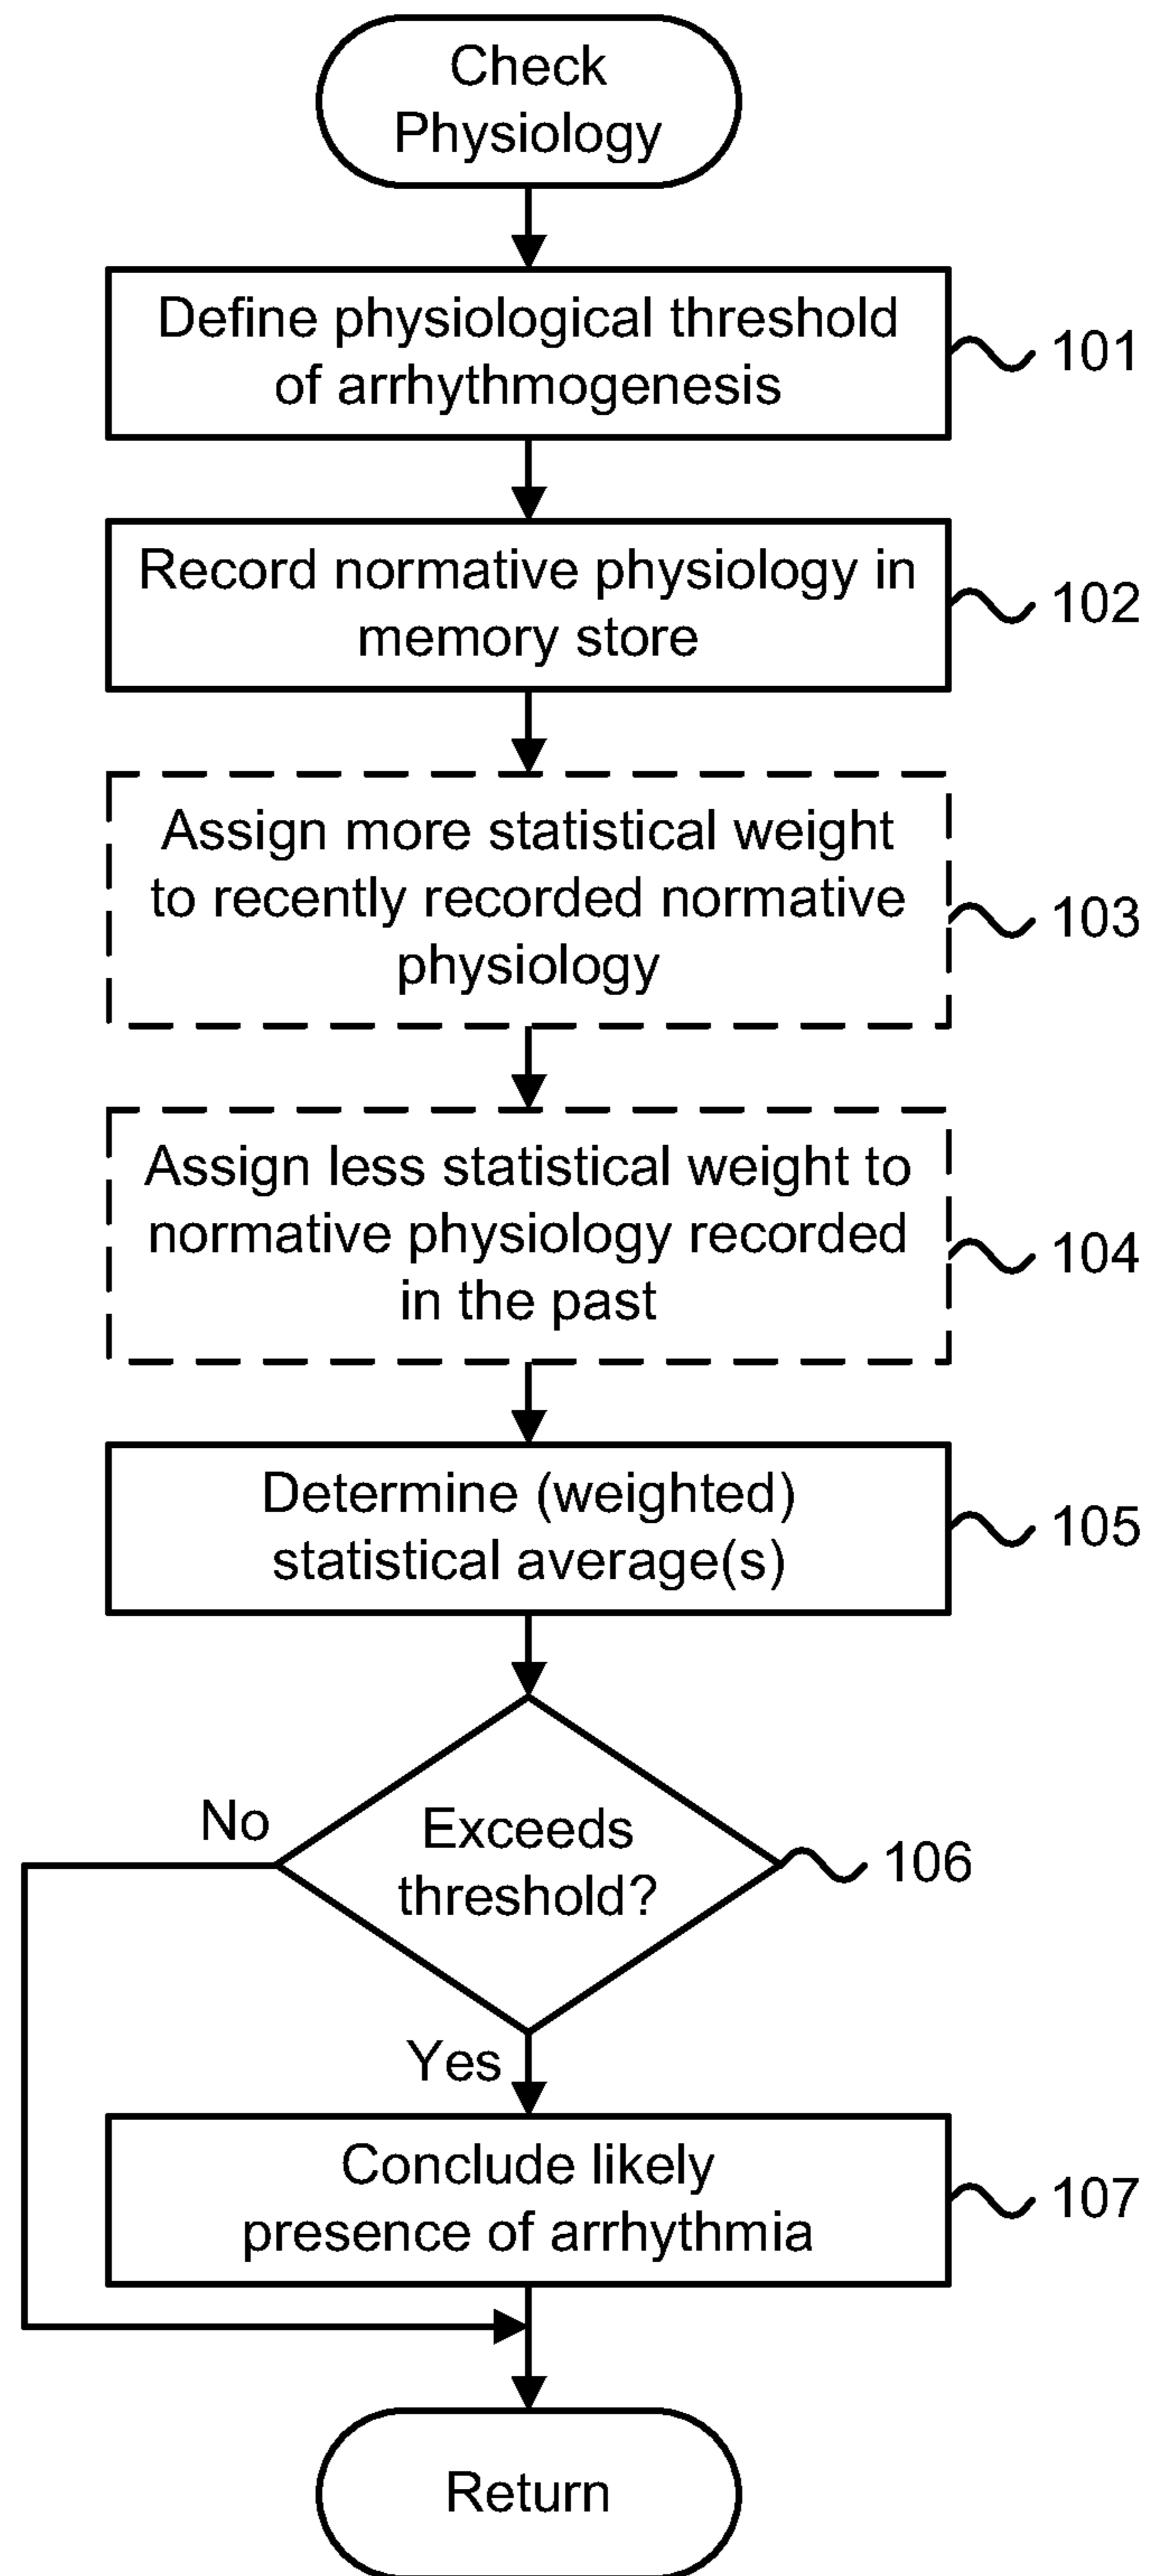 Check
Physiology
Define physiological threshold
of arrhythmogenesis
101
Record normative physiology in
memory store
102
Assign more statistical weight
to recently recorded normative
physiology
103
Assign less statistical weight to
normative physiology recorded
in the past
104
Determine (weighted)
statistical average(s)
105
No
Exceeds
threshold?
106
Yes
Conclude likely
presence of arrhythmia
107
Return